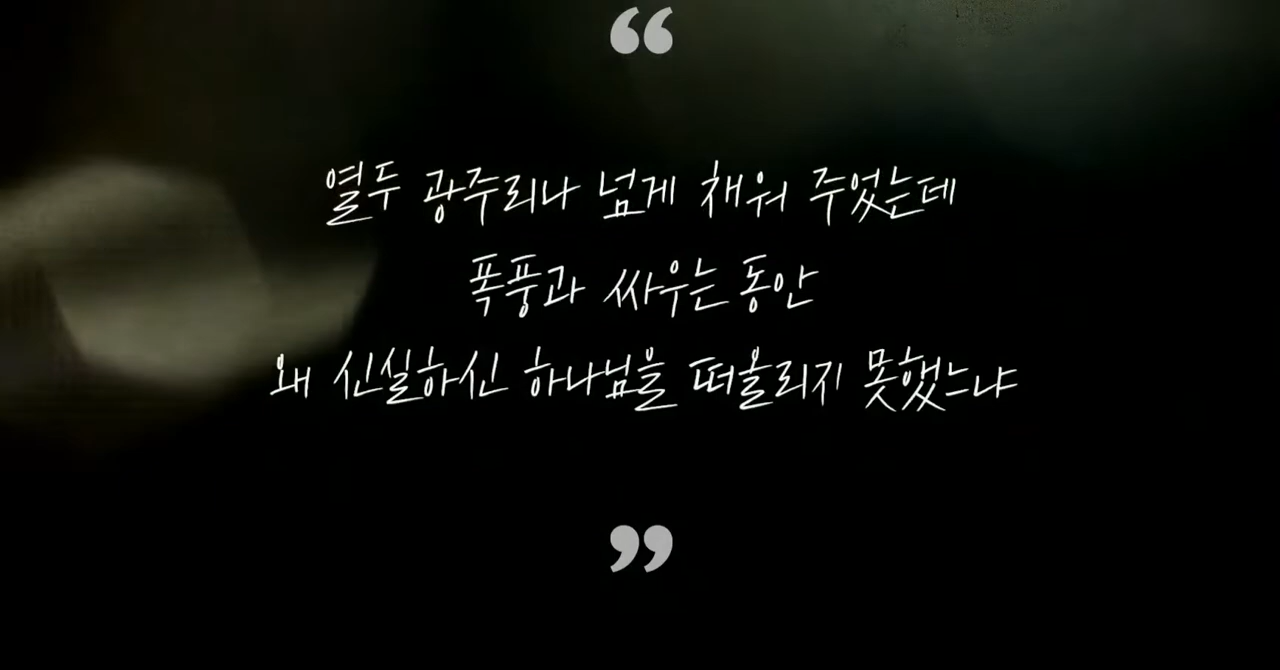 “
열두 광주리나 넘게 채워 주었는데
폭풍과 싸우는 동안
왜 신실하신 하나님을 떠올리지 못했느냐
”